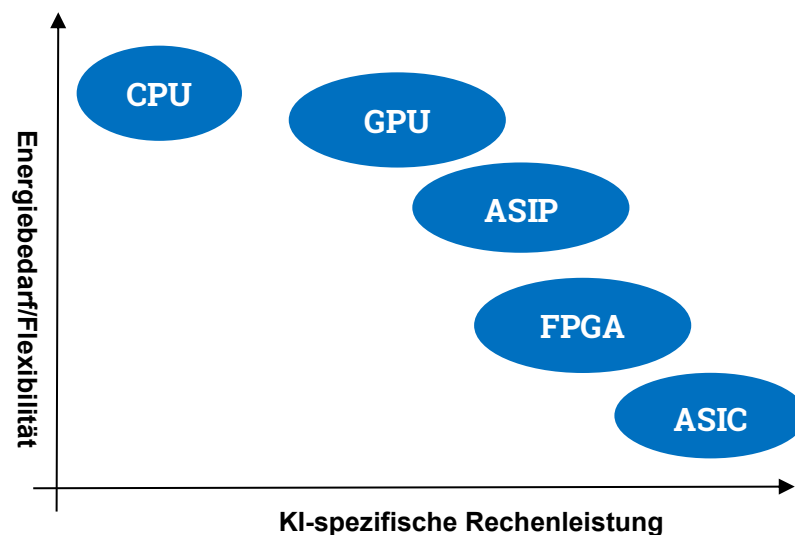 CPU
GPU
ASIP
FPGA
ASIC
Energiebedarf/Flexibilität
KI-spezifische Rechenleistung